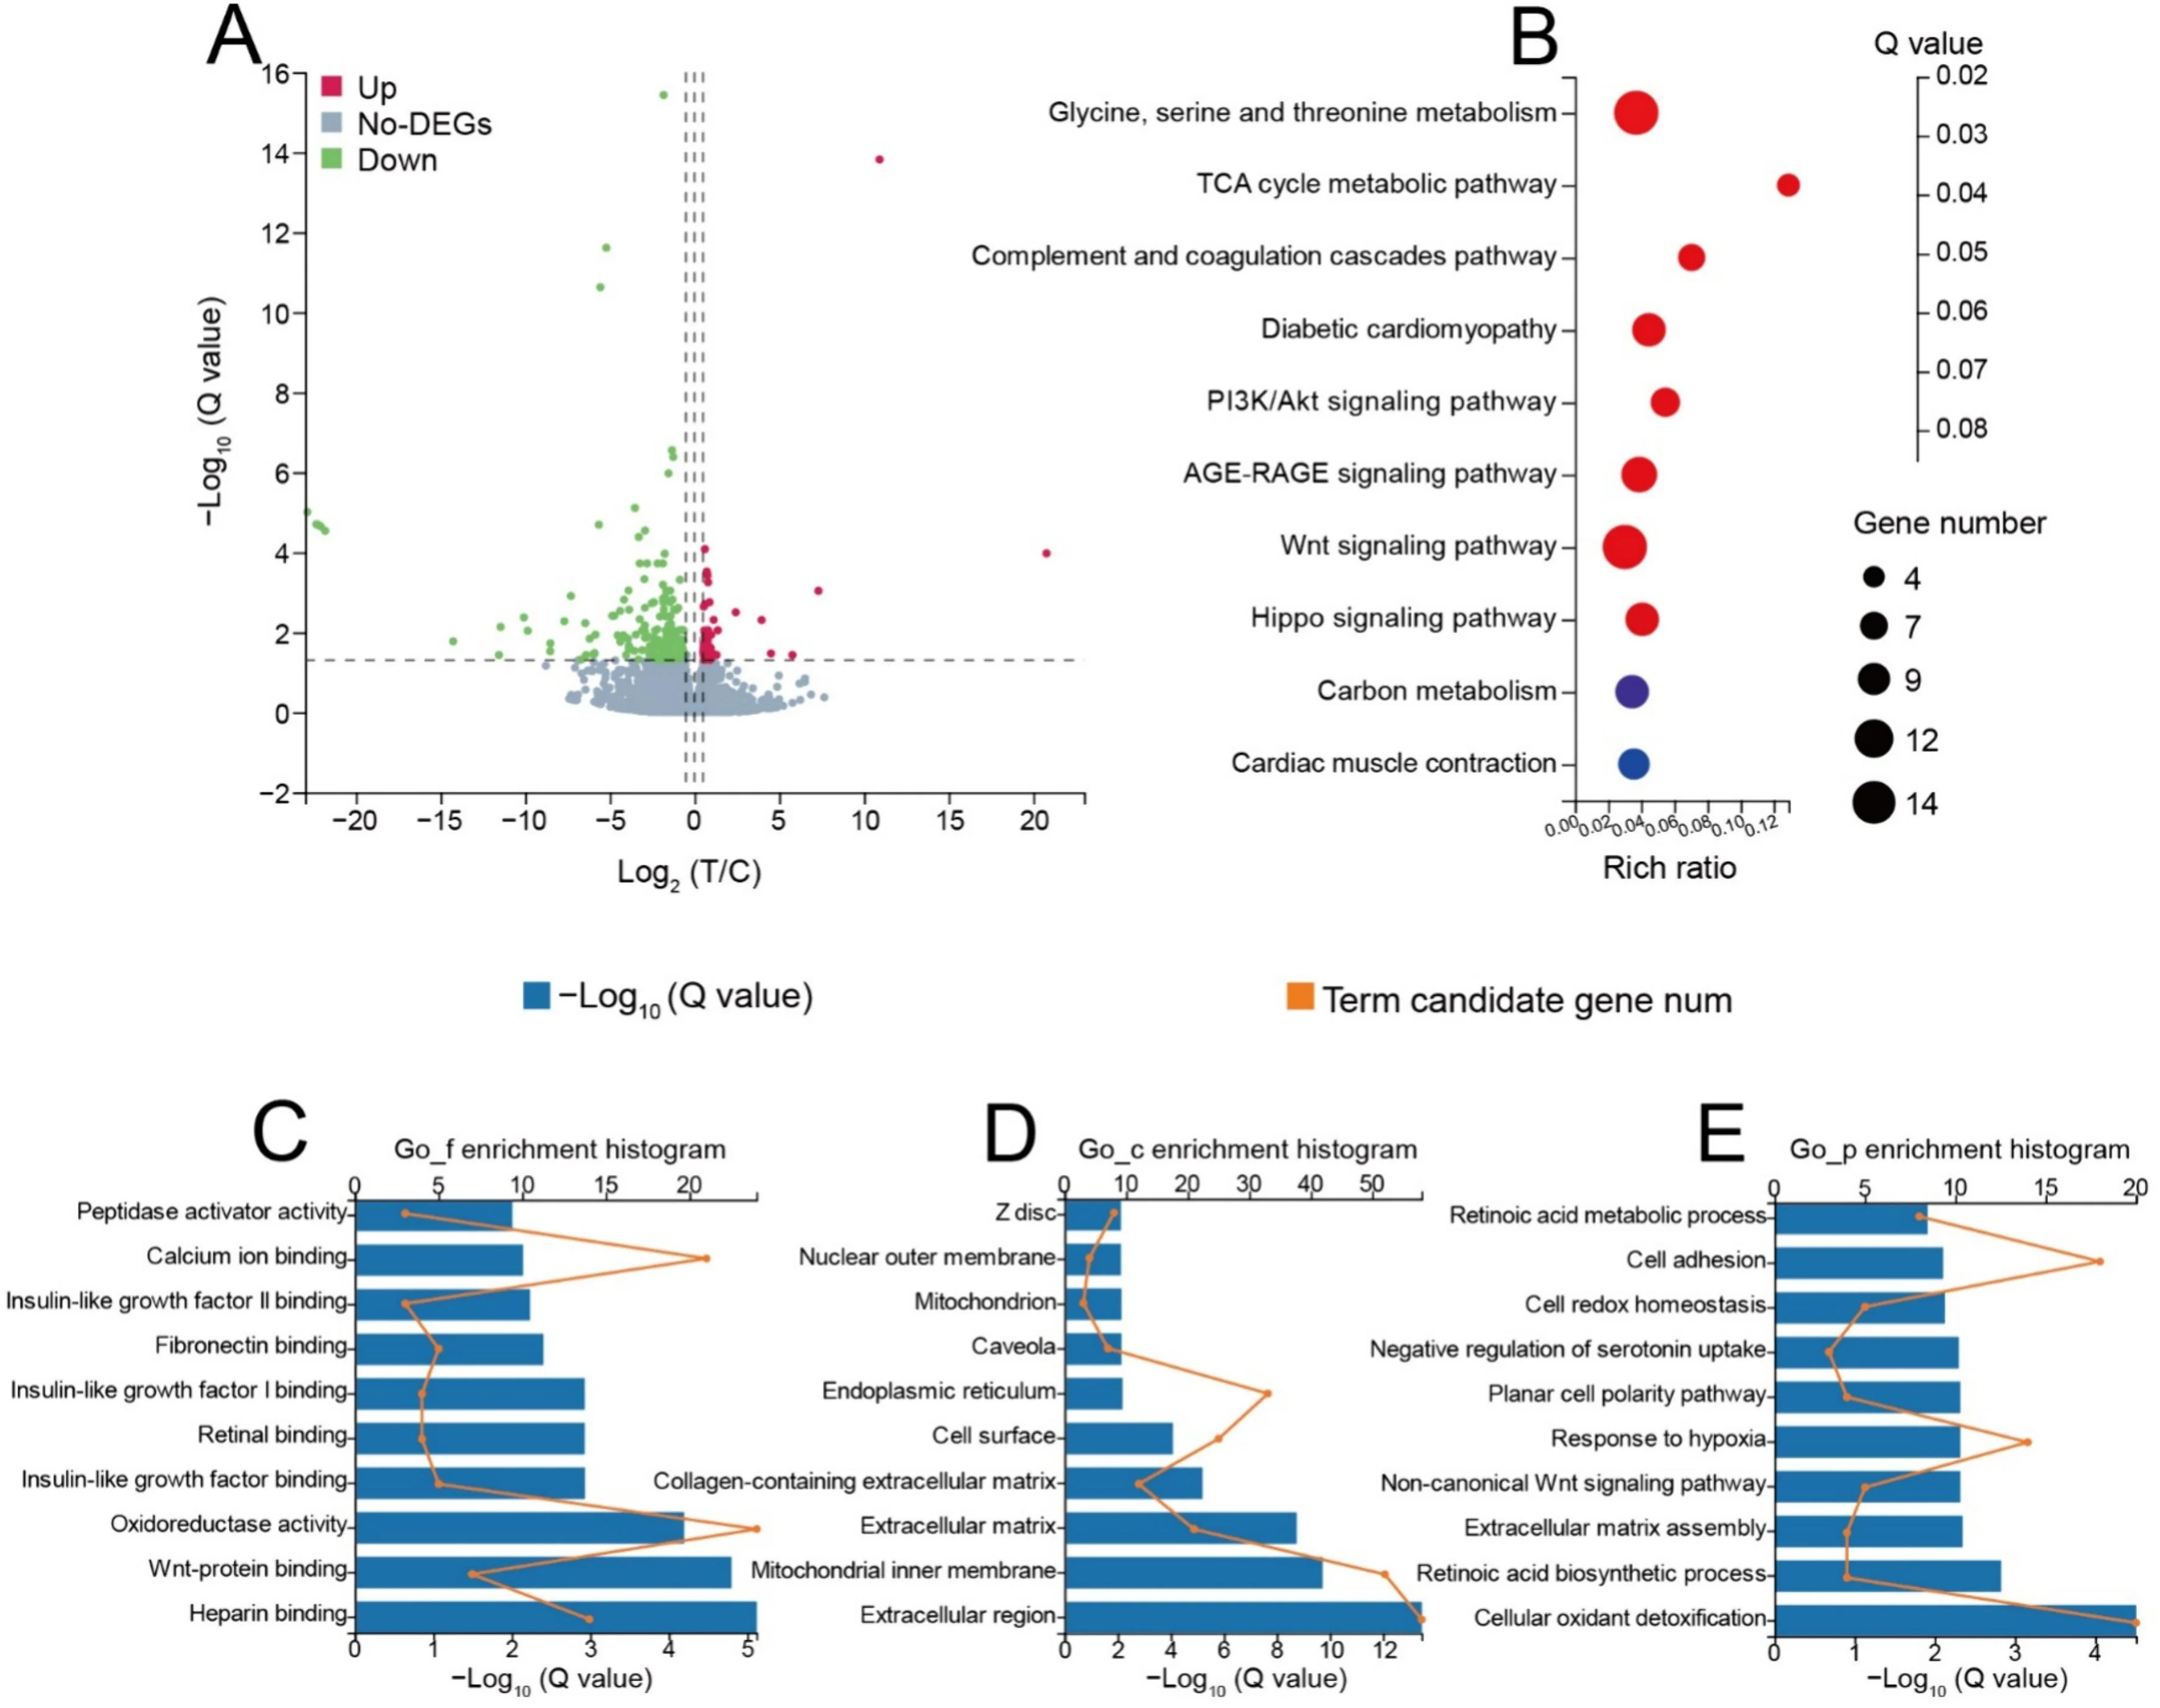 A
16
14
12
10
8
6
4
2
0
−2
Up
No-DEGs
Down
−Log10 (Q value)
−20
−15
−10
−5
0
5
10
15
20
Log2 (T/C)
B
Glycine, serine and threonine metabolism
TCA cycle metabolic pathway
Complement and coagulation cascades pathway
Diabetic cardiomyopathy
PI3K/Akt signaling pathway
AGE-RAGE signaling pathway
Wnt signaling pathway
Hippo signaling pathway
Carbon metabolism
Cardiac muscle contraction
0.00
0.02
0.04
0.06
0.08
0.10
0.12
Rich ratio
Q value
0.02
0.03
0.04
0.05
0.06
0.07
0.08
Gene number
4
7
9
12
14
−Log10 (Q value)
Term candidate gene num
C
Go_f enrichment histogram
0
5
10
15
20
Peptidase activator activity
Calcium ion binding
Insulin-like growth factor II binding
Fibronectin binding
Insulin-like growth factor I binding
Retinal binding
Insulin-like growth factor binding
Oxidoreductase activity
Wnt-protein binding
Heparin binding
0
1
2
3
4
5
−Log10 (Q value)
D
Go_c enrichment histogram
0
10
20
30
40
50
Z disc
Nuclear outer membrane
Mitochondrion
Caveola
Endoplasmic reticulum
Cell surface
Collagen-containing extracellular matrix
Extracellular matrix
Mitochondrial inner membrane
Extracellular region
0
2
4
6
8
10
12
−Log10 (Q value)
E
Go_p enrichment histogram
0
5
10
15
20
Retinoic acid metabolic process
Cell adhesion
Cell redox homeostasis
Negative regulation of serotonin uptake
Planar cell polarity pathway
Response to hypoxia
Non-canonical Wnt signaling pathway
Extracellular matrix assembly
Retinoic acid biosynthetic process
Cellular oxidant detoxification
0
1
2
3
4
−Log10 (Q value)